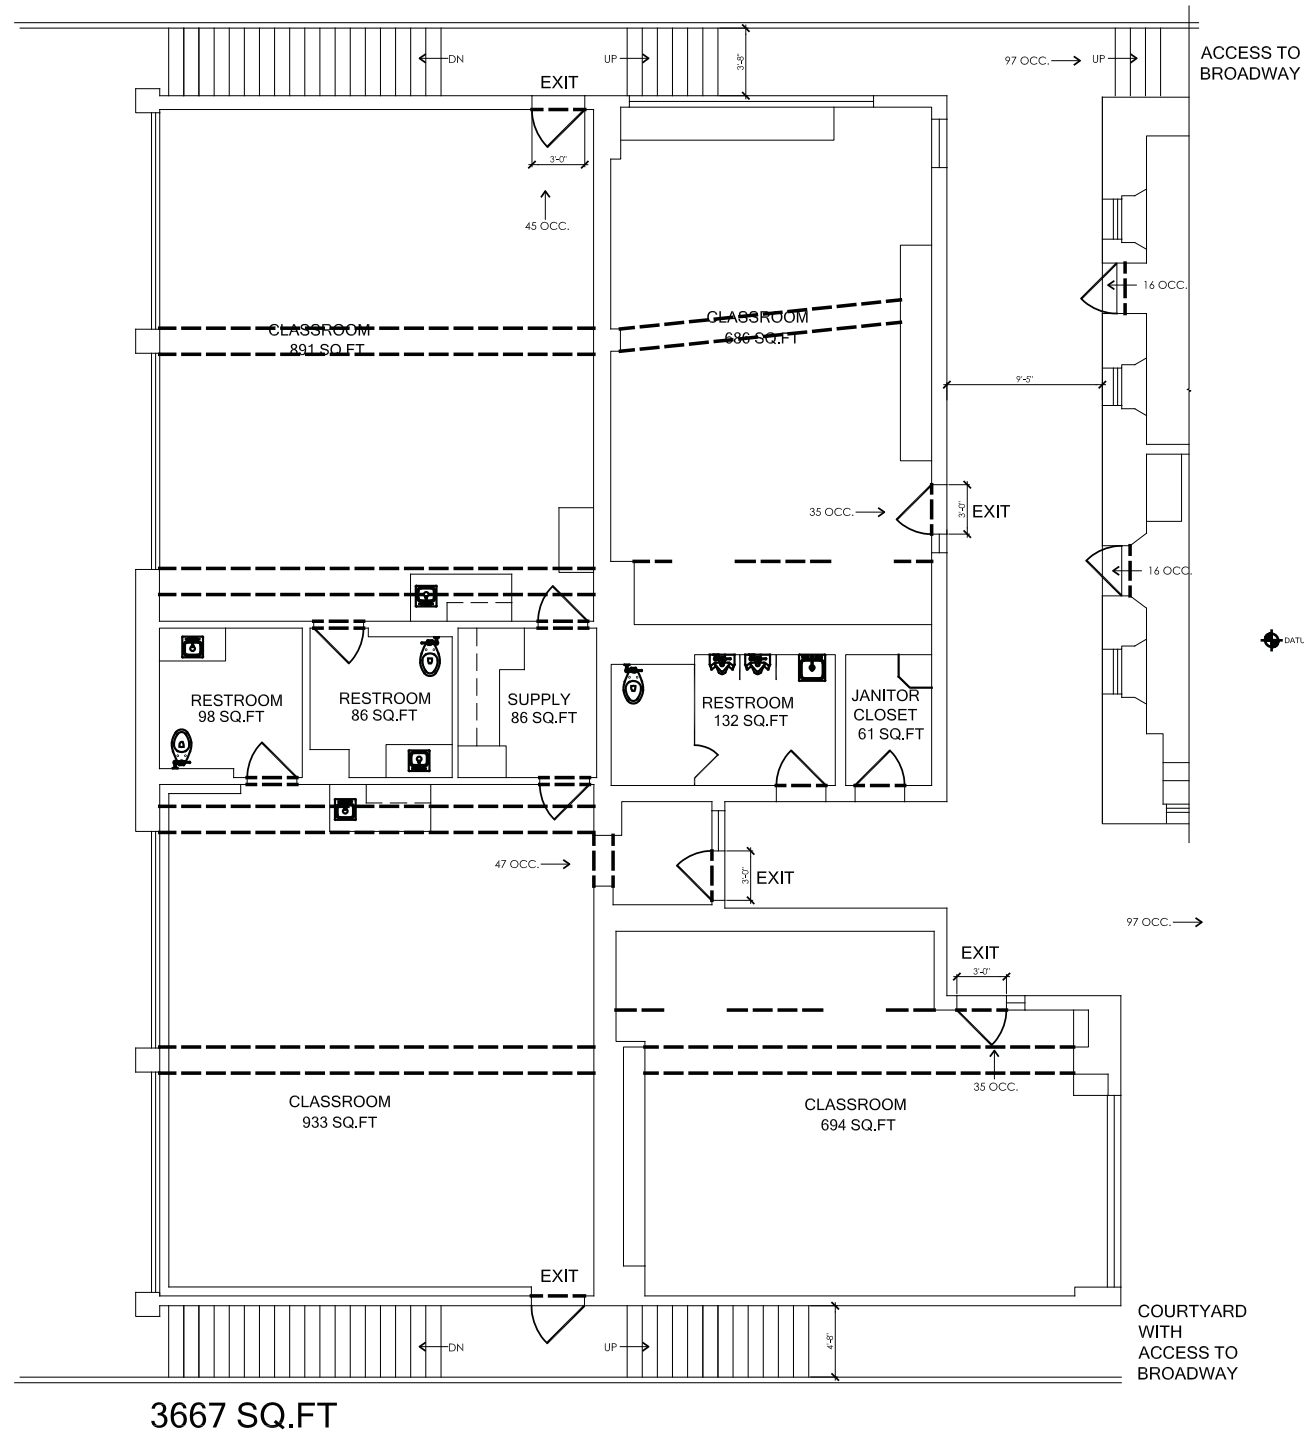 DN
UP
3'-8"
97 OCC.
UP
ACCESS TO
BROADWAY
EXIT
3'-0"
45 OCC.
16 OCC.
CLASSROOM
891 SQ.FT
CLASSROOM
686 SQ.FT
9'-5"
35 OCC.
3'-0"
EXIT
16 OCC.
DATU
RESTROOM
98 SQ.FT
RESTROOM
86 SQ.FT
SUPPLY
86 SQ.FT
RESTROOM
132 SQ.FT
JANITOR
CLOSET
61 SQ.FT
47 OCC.
3'-0"
EXIT
97 OCC.
EXIT
3'-0"
35 OCC.
CLASSROOM
933 SQ.FT
CLASSROOM
694 SQ.FT
EXIT
DN
UP
4'-8"
COURTYARD
WITH
ACCESS TO
BROADWAY
3667 SQ.FT